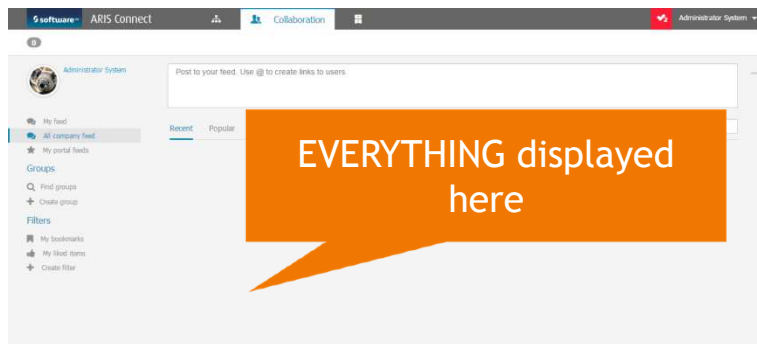 software AG ARIS Connect Collaboration Administrator System
0
Administrator System
Post to your feed. Use @ to create links to users.
My feed
All company feed
My portal feeds
Recent Popular
Groups
Find groups
Create group
Filters
My bookmarks
My liked items
Create filter
EVERYTHING displayed
here